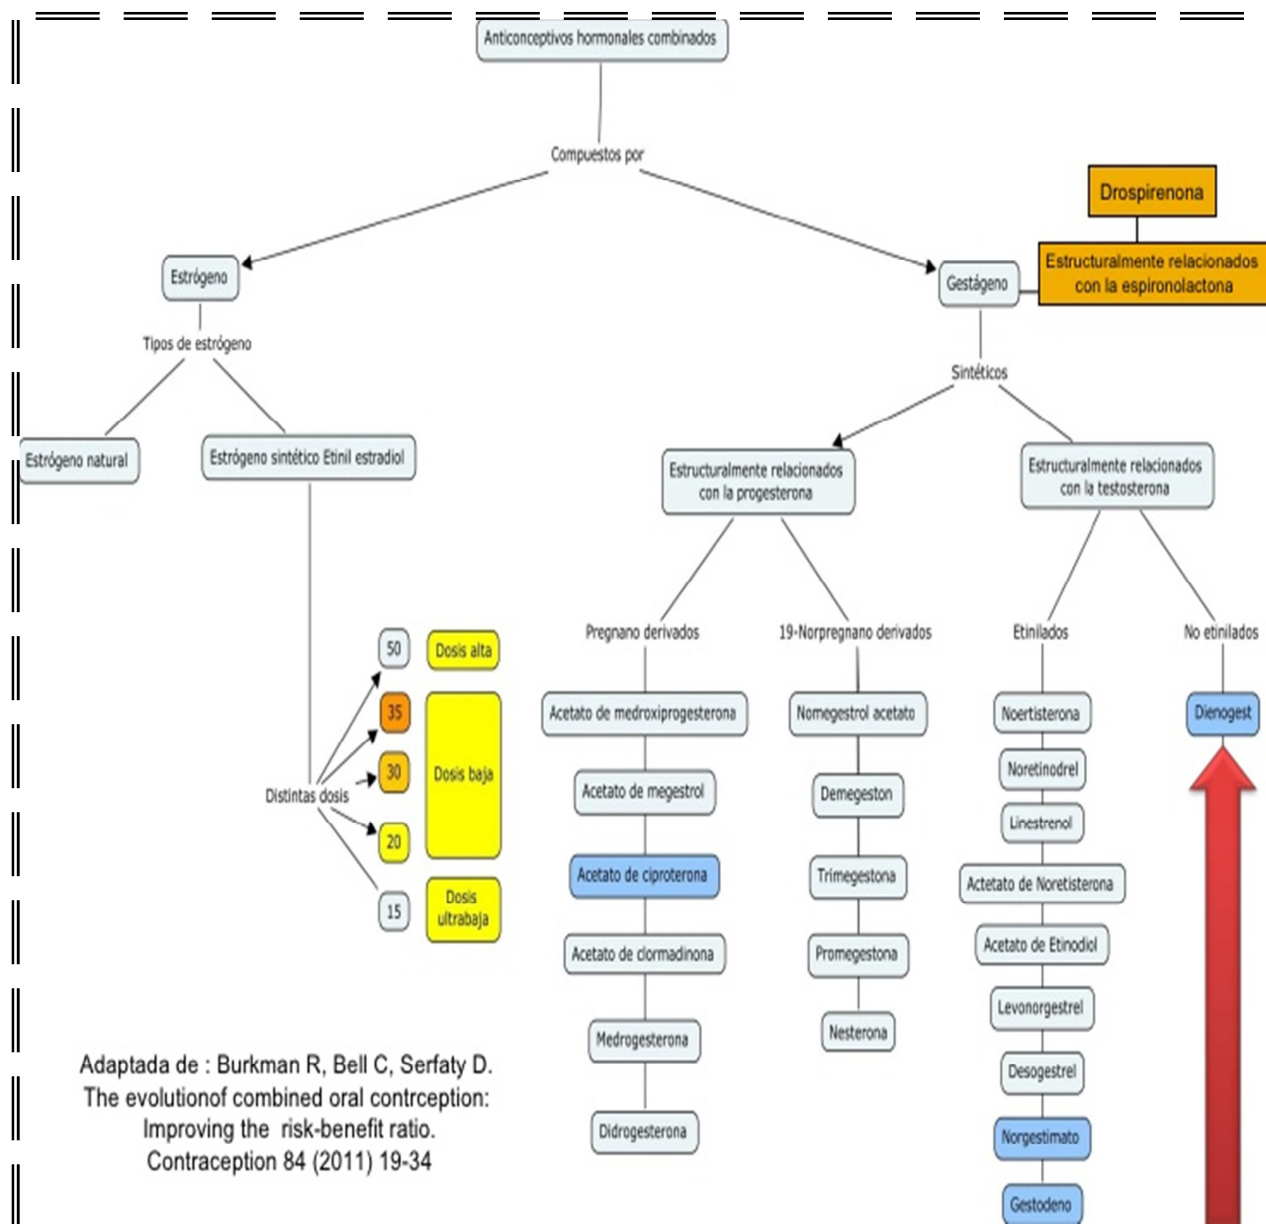 Anticonceptivos hormonales combinados
Compuestos por
Drospirenona
Estructuralmente relacionados
con la espironolactona
Estrógeno
Gestágeno
Tipos de estrógeno
Sintéticos
Estrógeno natural
Estrógeno sintético Etinil estradiol
Estructuralmente relacionados
con la progesterona
Estructuralmente relacionados
con la testosterona
Distintas dosis
50
Dosis alta
35
30
20
Dosis baja
15
Dosis
ultrabaja
Pregnano derivados
Acetato de medroxiprogesterona
Acetato de megestrol
Acetato de ciproterona
Acetato de clormadinona
Medrogesterona
Didrogesterona
19-Norpregnano derivados
Nomegestrol acetato
Demegeston
Trimegestona
Promegestona
Nesterona
Etinilados
Noertisterona
Noretinodrel
Linestrenol
Actetato de Noretisterona
Acetato de Etinodiol
Levonorgestrel
Desogestrel
Norgestimato
Gestodeno
No etinilados
Dienogest
Adaptada de : Burkman R, Bell C, Serfaty D.
The evolutionof combined oral contrception:
Improving the risk-benefit ratio.
Contraception 84 (2011) 19-34